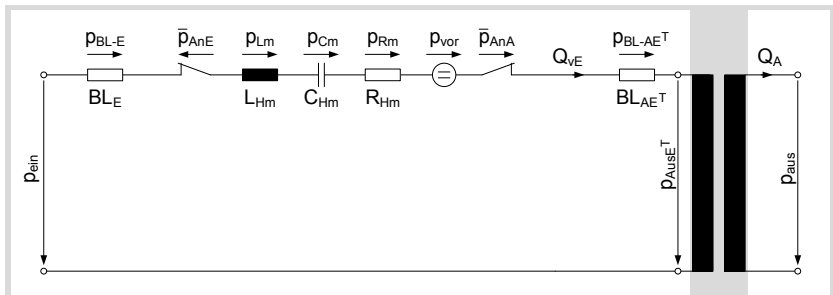 p_BL-E p̅_AnE p_Lm p_Cm p_Rm p_vor p̅_AnA Q_vE p_BL-AE^T Q_A
BL_E L_Hm C_Hm R_Hm BL_AE^T
p_ein p_AusE^T p_aus